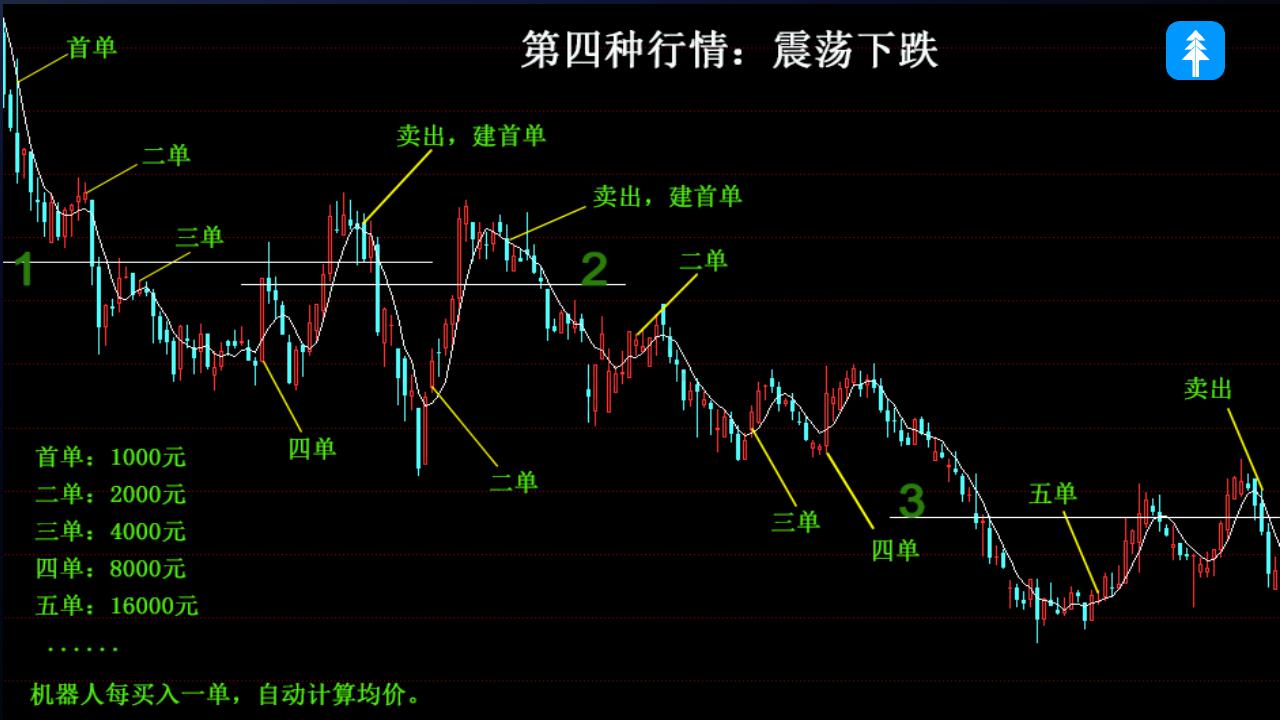 第四种行情：震荡下跌
首单
二单
三单
卖出，建首单
卖出，建首单
二单
1
2
卖出
四单
二单
三单
四单
3
五单
首单：1000元
二单：2000元
三单：4000元
四单：8000元
五单：16000元
······
机器人每买入一单，自动计算均价。